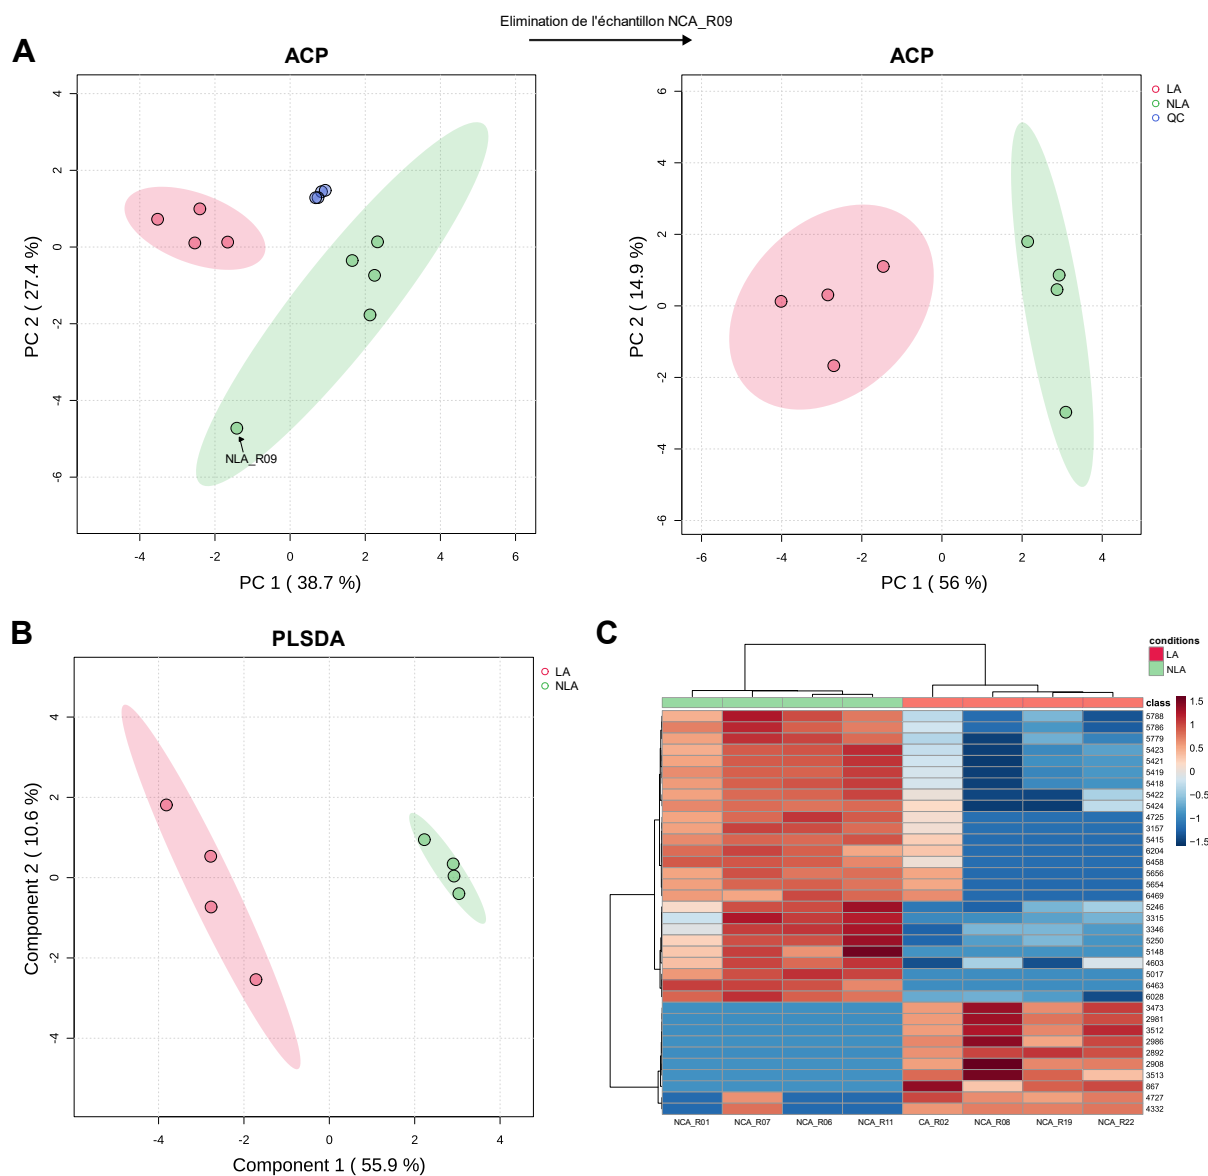 Elimination de l'échantillon NCA_R09
A
ACP
4
2
0
-2
-4
-6
PC 2 ( 27.4 %)
NLA_R09
-4
-2
0
2
4
6
PC 1 ( 38.7 %)
ACP
6
4
2
0
-2
-4
-6
PC 2 ( 14.9 %)
-6
-4
-2
0
2
4
PC 1 ( 56 %)
LA
NLA
QC
B
PLSDA
4
2
0
-2
-4
Component 2 ( 10.6 %)
-4
-2
0
2
4
Component 1 ( 55.9 %)
LA
NLA
C
conditions
LA
NLA
class
1.5
1
0.5
0
−0.5
−1
−1.5
5788
5786
5779
5423
5421
5419
5418
5422
5424
4725
3157
5415
6204
6458
5656
5654
6469
5246
3315
3346
5250
5148
4603
5017
6463
6028
3473
2981
3512
2986
2892
2908
3513
867
4727
4332
NCA_R01
NCA_R07
NCA_R06
NCA_R11
CA_R02
NCA_R08
NCA_R19
NCA_R22